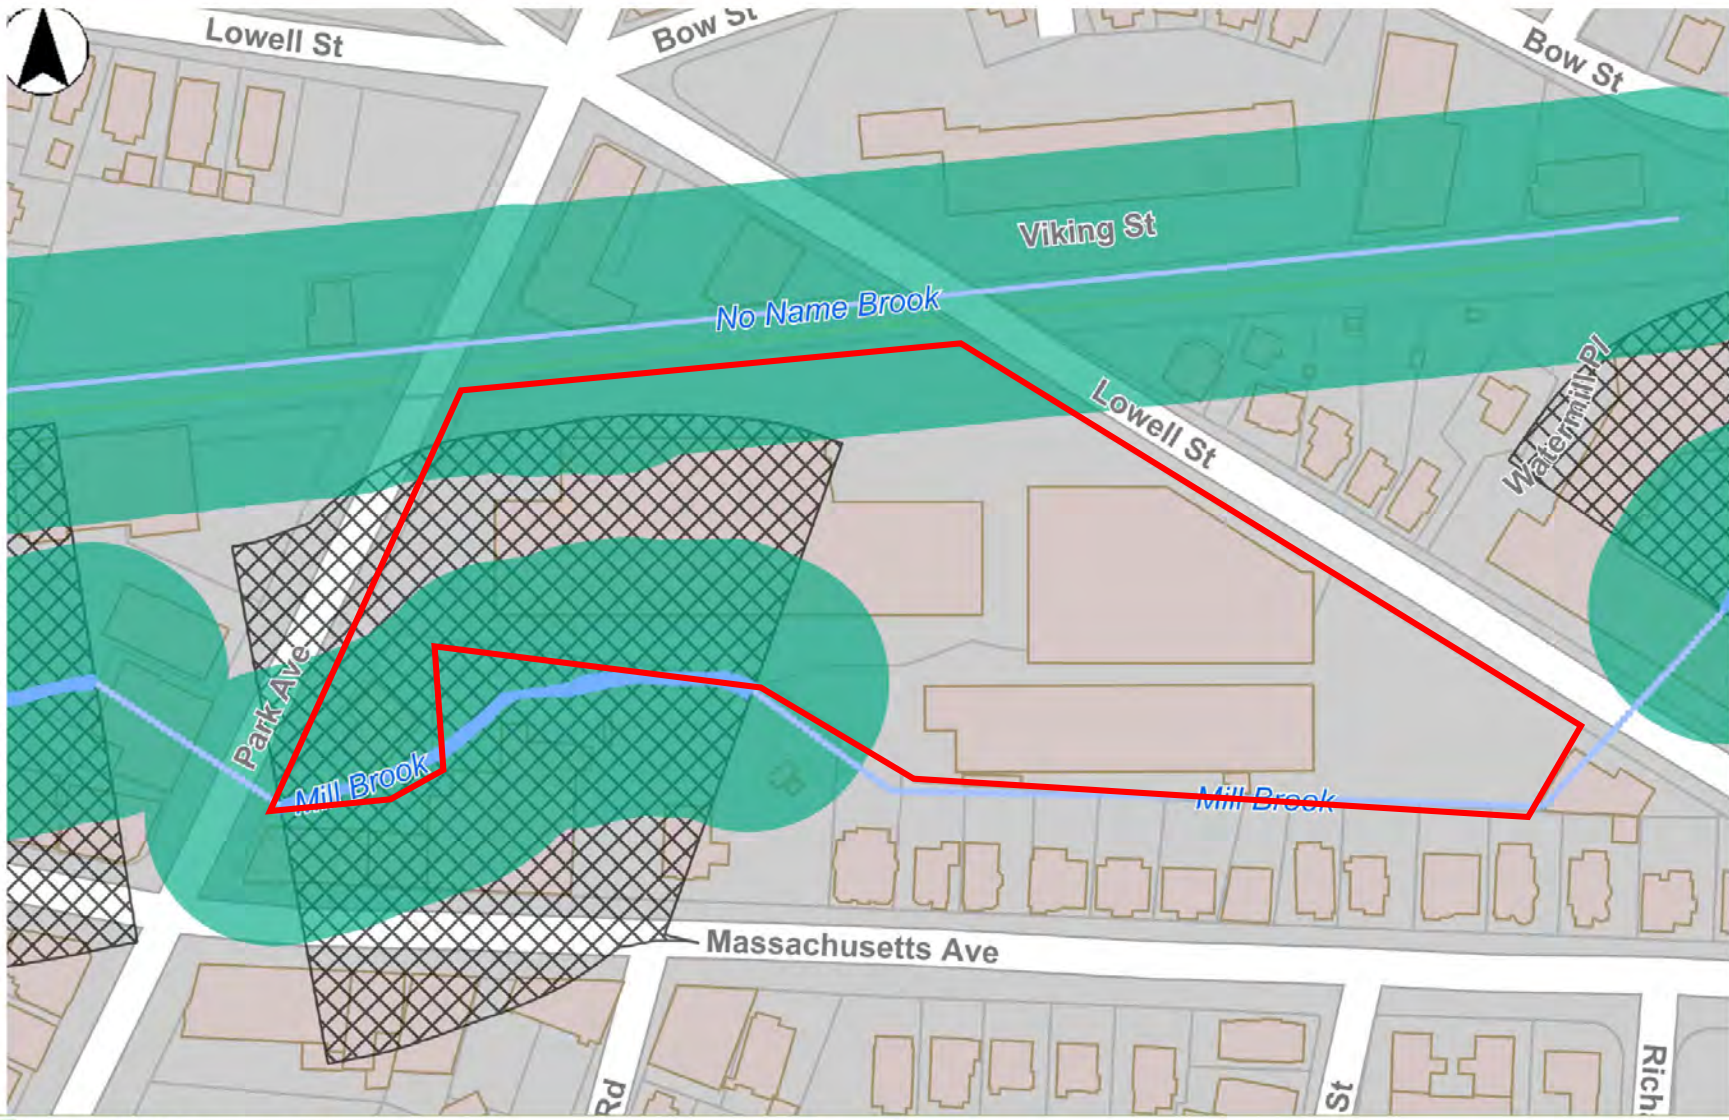 Lowell St
Bow St
Bow St
Viking St
No Name Brook
Watermill Pl
Lowell St
Park Ave
Mill Brook
Mill Brook
Massachusetts Ave
Rd
St
Rich